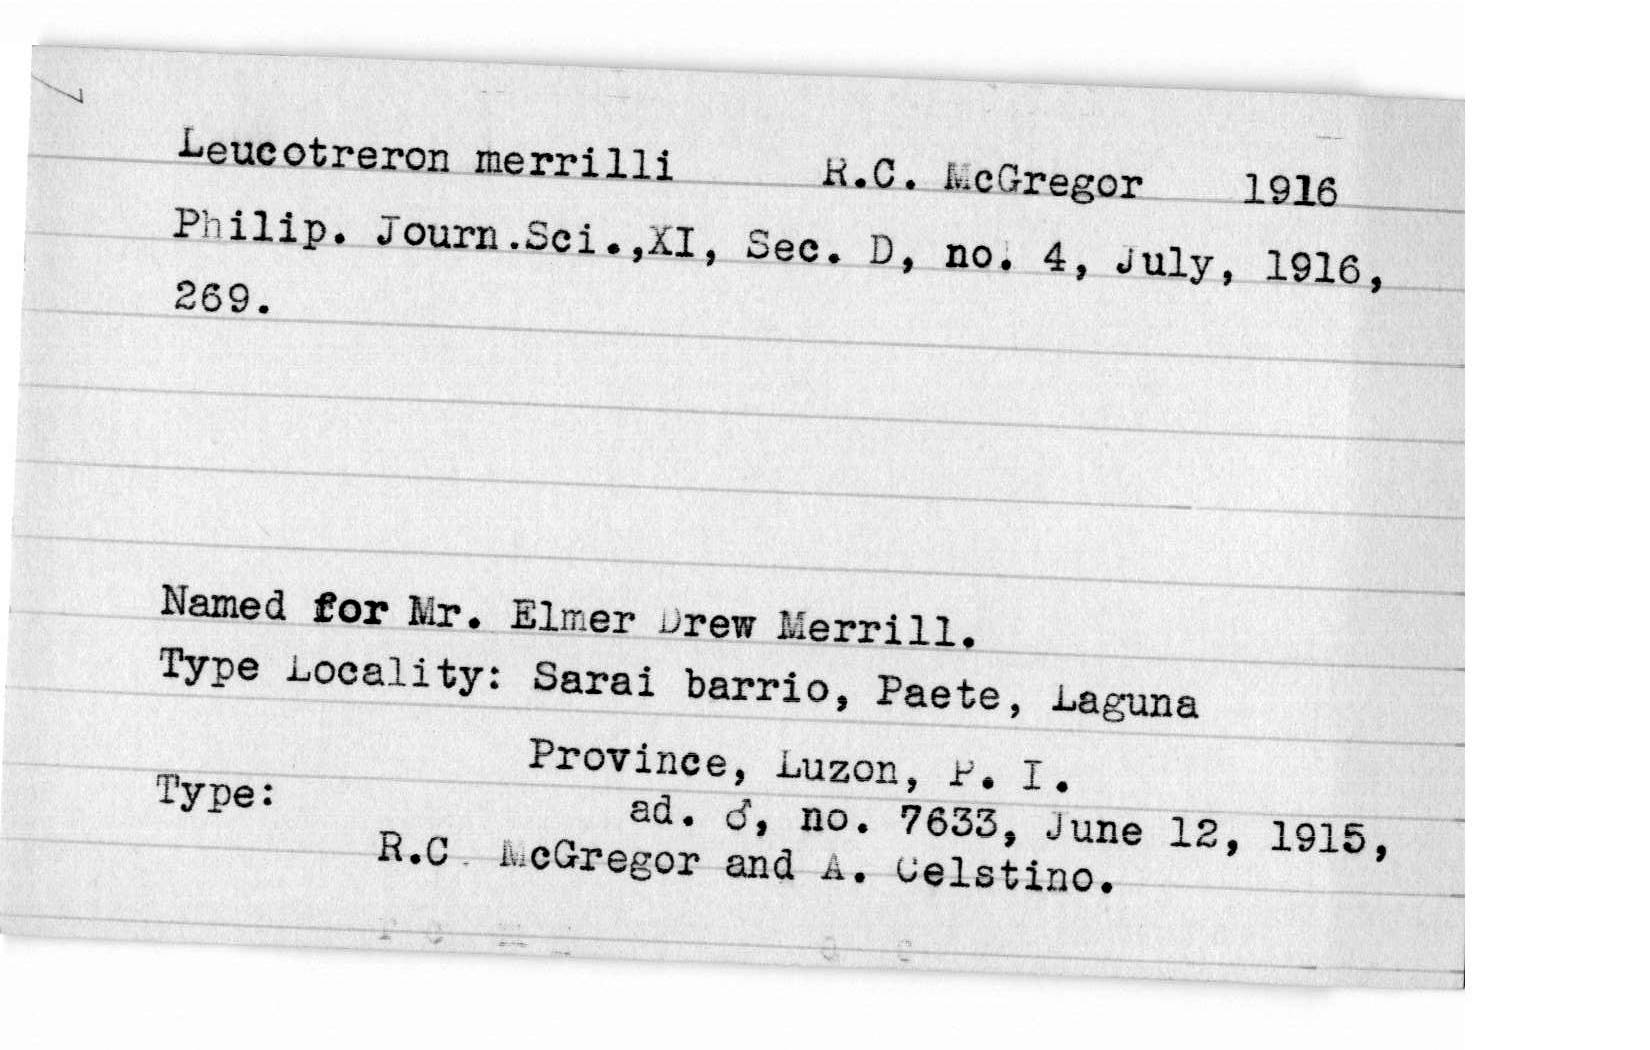 Leucotreron merrilli R.C. McGregor 1916
Philip. Journ.Sci.,XI, Sec. D, no. 4, July, 1916,
269.
Named for Mr. Elmer Drew Merrill.
Type Locality: Sarai barrio, Paete, Laguna
Province, Luzon, P. I.
Type: ad. ♂, no. 7633, June 12, 1915,
R.C. McGregor and A. Celstino.